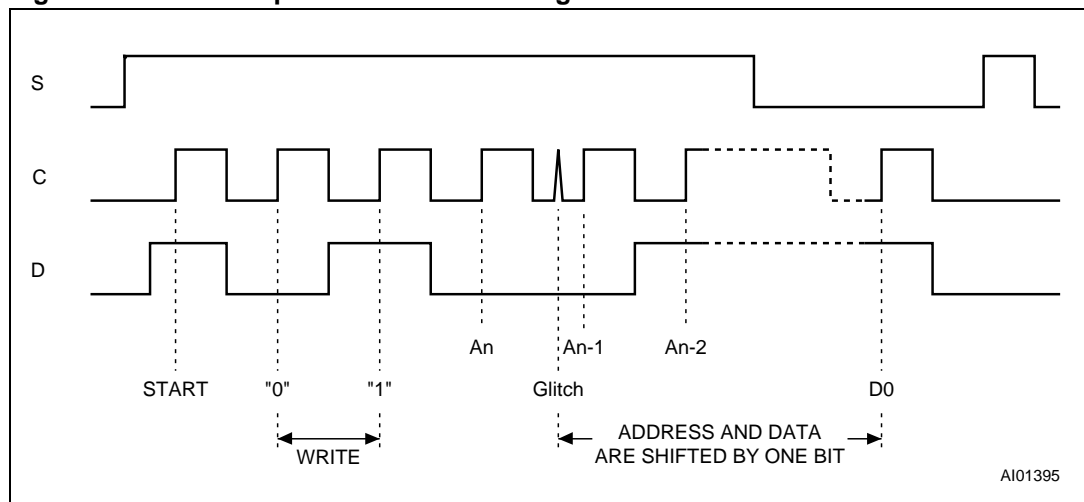 S
C
D
An An-1 An-2
START "0" "1" Glitch D0
WRITE
ADDRESS AND DATA
ARE SHIFTED BY ONE BIT
AI01395